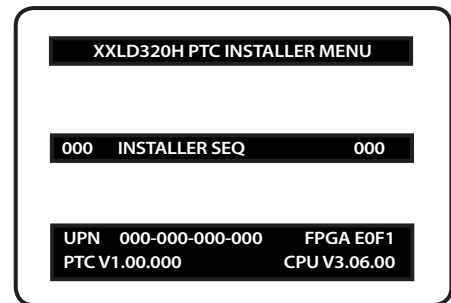 XXLD320H PTC INSTALLER MENU
000 INSTALLER SEQ 000
UPN 000-000-000-000 FPGA E0F1
PTC V1.00.000 CPU V3.06.00